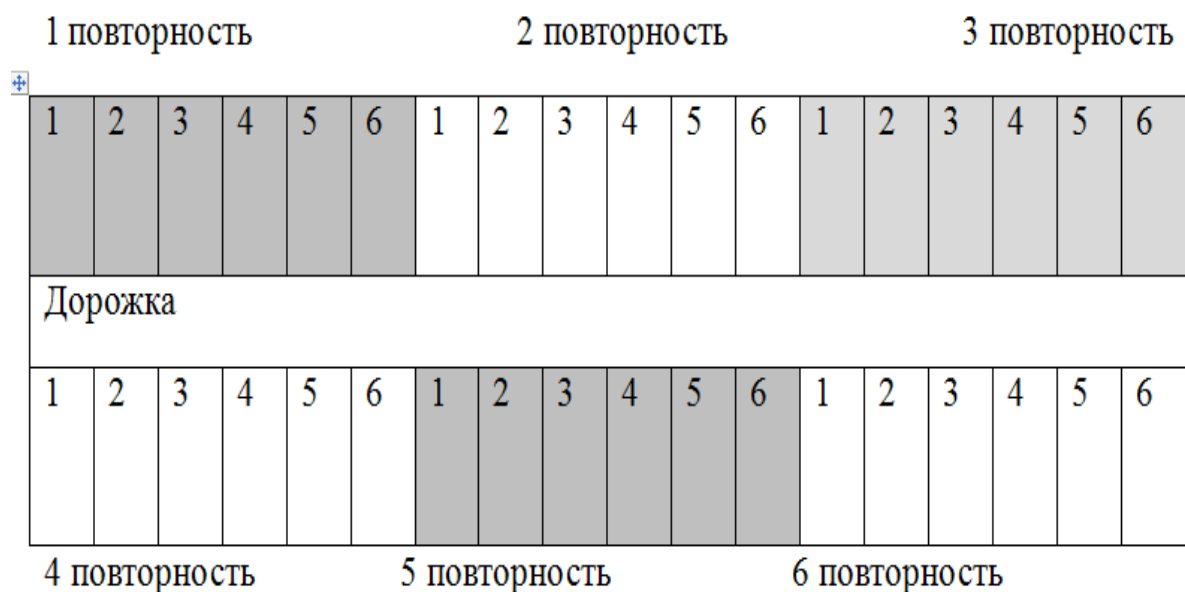 1 повторность 2 повторность 3 повторность
1 2 3 4 5 6 1 2 3 4 5 6 1 2 3 4 5 6
Дорожка
1 2 3 4 5 6 1 2 3 4 5 6 1 2 3 4 5 6
4 повторность 5 повторность 6 повторность